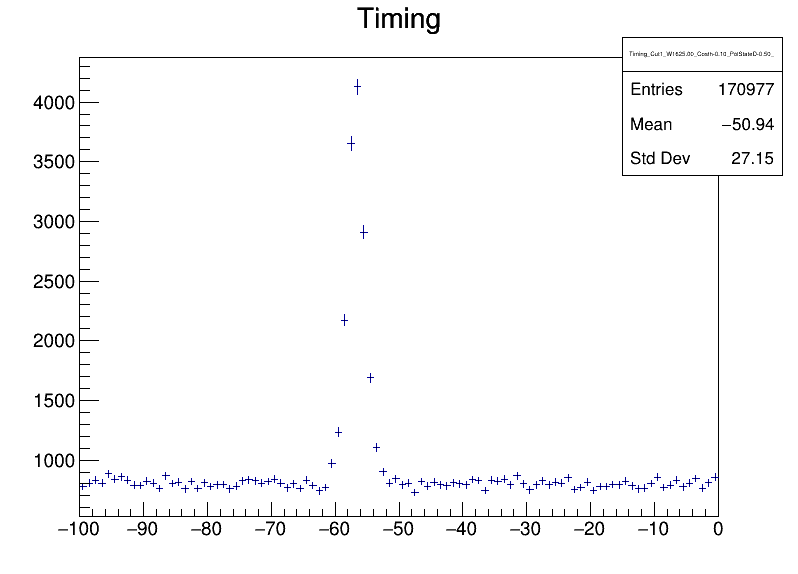 Timing
Timing_Cut1_W1625.00_Costh-0.10_PolStateD-0.50_
Entries 170977
Mean −50.94
Std Dev 27.15
4000
3500
3000
2500
2000
1500
1000
−100 −90 −80 −70 −60 −50 −40 −30 −20 −10 0